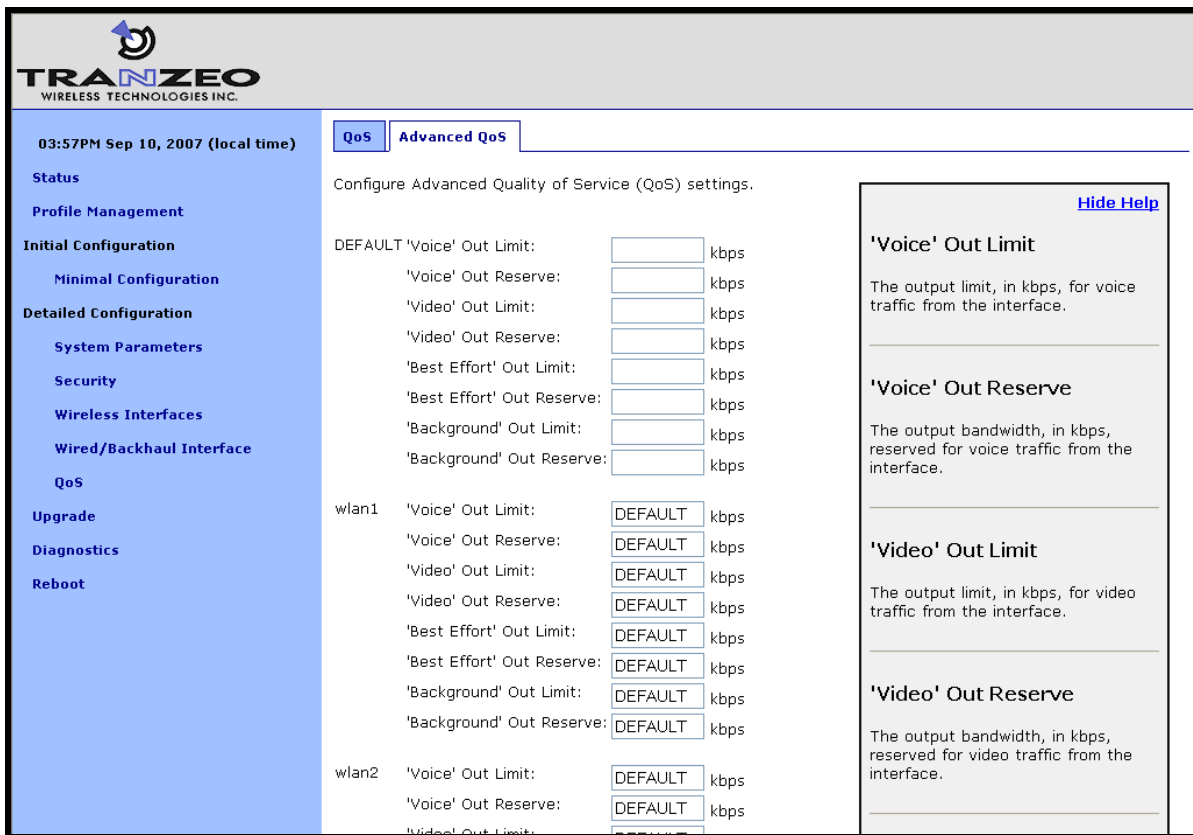 TRANZEO
WIRELESS TECHNOLOGIES INC.
03:57PM Sep 10, 2007 (local time)
Status
Profile Management
Initial Configuration
Minimal Configuration
Detailed Configuration
System Parameters
Security
Wireless Interfaces
Wired/Backhaul Interface
QoS
Upgrade
Diagnostics
Reboot
QoS Advanced QoS
Configure Advanced Quality of Service (QoS) settings.
DEFAULT 'Voice' Out Limit: kbps
'Voice' Out Reserve: kbps
'Video' Out Limit: kbps
'Video' Out Reserve: kbps
'Best Effort' Out Limit: kbps
'Best Effort' Out Reserve: kbps
'Background' Out Limit: kbps
'Background' Out Reserve: kbps
wlan1 'Voice' Out Limit: DEFAULT kbps
'Voice' Out Reserve: DEFAULT kbps
'Video' Out Limit: DEFAULT kbps
'Video' Out Reserve: DEFAULT kbps
'Best Effort' Out Limit: DEFAULT kbps
'Best Effort' Out Reserve: DEFAULT kbps
'Background' Out Limit: DEFAULT kbps
'Background' Out Reserve: DEFAULT kbps
wlan2 'Voice' Out Limit: DEFAULT kbps
'Voice' Out Reserve: DEFAULT kbps
'Video' Out Limit:
Hide Help
'Voice' Out Limit
The output limit, in kbps, for voice
traffic from the interface.
'Voice' Out Reserve
The output bandwidth, in kbps,
reserved for voice traffic from the
interface.
'Video' Out Limit
The output limit, in kbps, for video
traffic from the interface.
'Video' Out Reserve
The output bandwidth, in kbps,
reserved for video traffic from the
interface.